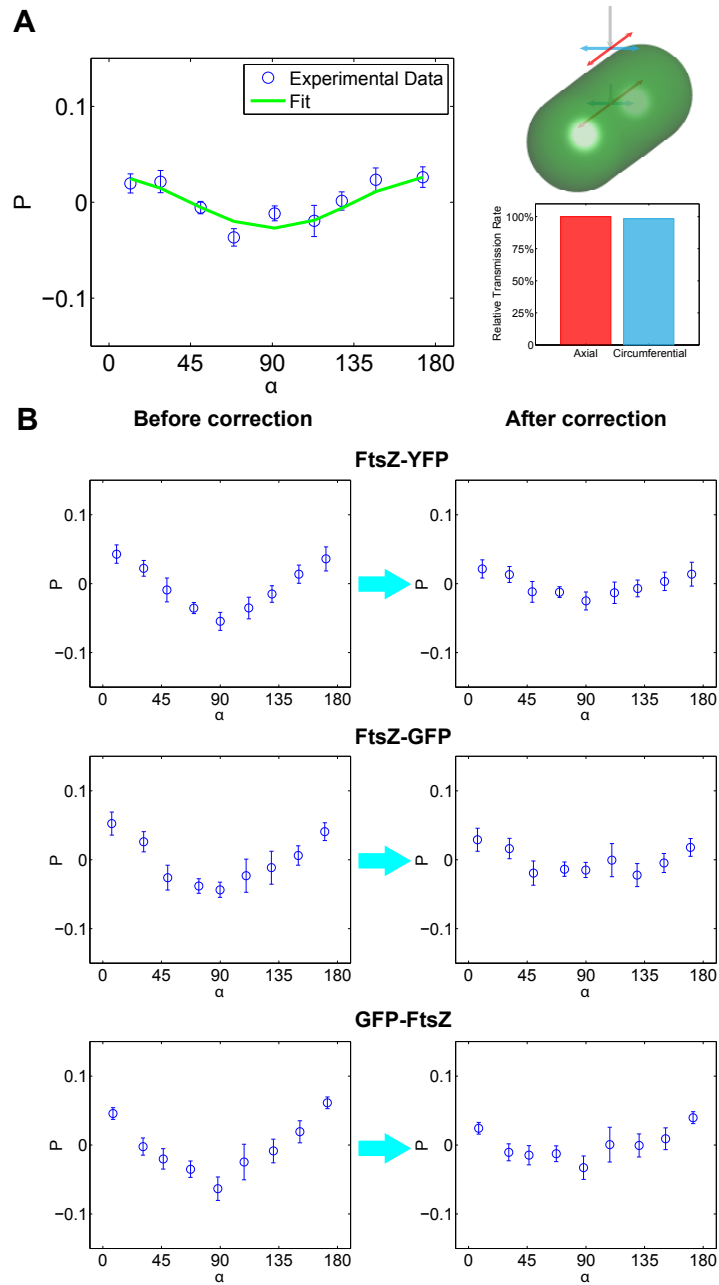 A
Experimental Data
Fit
0.1
0
−0.1
P
0 45 90 135 180
α
Relative Transmission Rate
100%
75%
50%
25%
0
Axial Circumferential
B
Before correction After correction
FtsZ-YFP
0.1
0
−0.1
P
0 45 90 135 180
α
0.1
0
−0.1
P
0 45 90 135 180
α
FtsZ-GFP
0.1
0
−0.1
P
0 45 90 135 180
α
0.1
0
−0.1
P
0 45 90 135 180
α
GFP-FtsZ
0.1
0
−0.1
P
0 45 90 135 180
α
0.1
0
−0.1
P
0 45 90 135 180
α